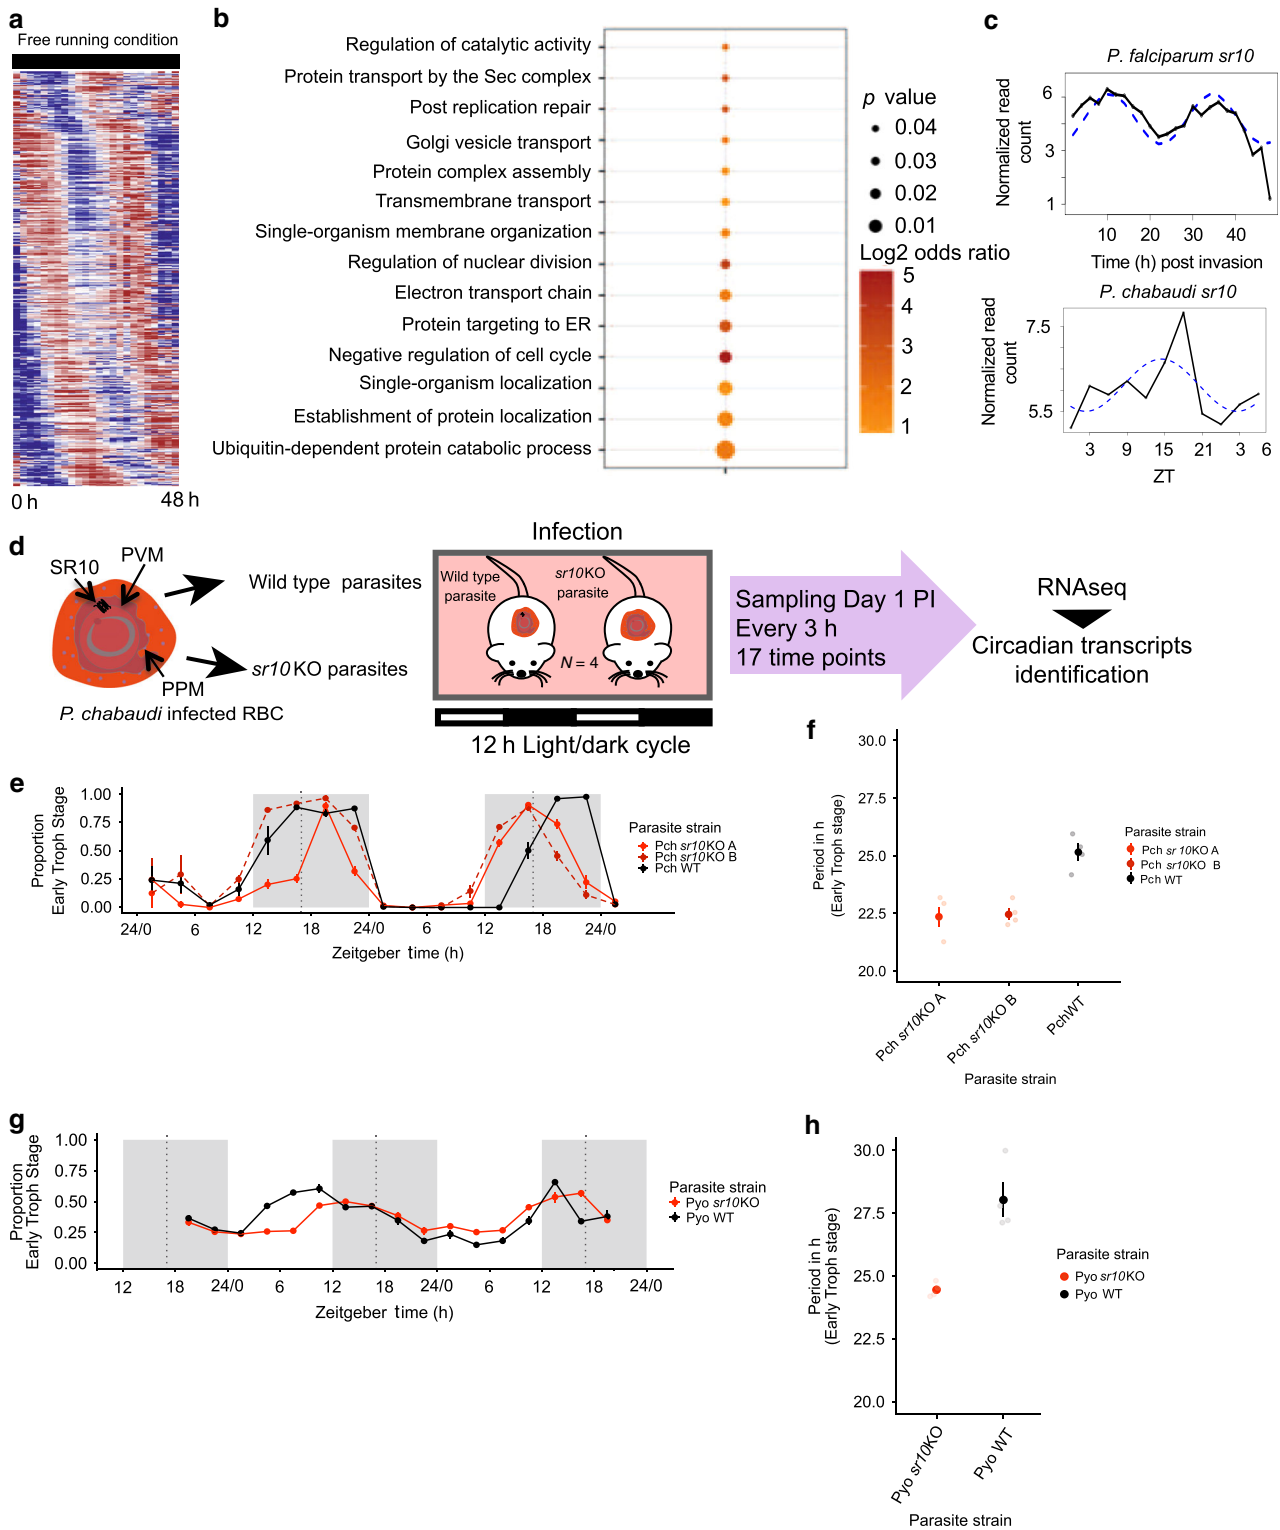 a
Free running condition
0 h
48 h
b
Regulation of catalytic activity
Protein transport by the Sec complex
Post replication repair
Golgi vesicle transport
Protein complex assembly
Transmembrane transport
Single-organism membrane organization
Regulation of nuclear division
Electron transport chain
Protein targeting to ER
Negative regulation of cell cycle
Single-organism localization
Establishment of protein localization
Ubiquitin-dependent protein catabolic process
p value
0.04
0.03
0.02
0.01
Log2 odds ratio
5
4
3
2
1
c
P. falciparum sr10
Normalized read
count
6
3
1
10 20 30 40
Time (h) post invasion
P. chabaudi sr10
Normalized read
count
7.5
5.5
3 9 15 21 3 6
ZT
d
SR10
PVM
PPM
P. chabaudi infected RBC
Wild type parasites
sr10 KO parasites
Infection
Wild type
parasite
sr10KO
parasite
N = 4
12 h Light/dark cycle
Sampling Day 1 PI
Every 3 h
17 time points
RNAseq
Circadian transcripts
identification
e
Proportion
Early Troph Stage
1.00
0.75
0.50
0.25
0.00
24/0 6 12 18 24/0 6 12 18 24/0
Zeitgeber time (h)
Parasite strain
Pch sr10KO A
Pch sr10KO B
Pch WT
f
Period in h
(Early Troph stage)
30.0
27.5
25.0
22.5
20.0
Pch sr10KO A
Pch sr10KO B
PchWT
Parasite strain
Parasite strain
Pch sr10KO A
Pch sr10KO B
Pch WT
g
Proportion
Early Troph Stage
1.00
0.75
0.50
0.25
0.00
12 18 24/0 6 12 18 24/0 6 12 18 24/0
Zeitgeber time (h)
Parasite strain
Pyo sr10KO
Pyo WT
h
Period in h
(Early Troph stage)
30.0
27.5
25.0
22.5
20.0
Pyo sr10KO
Pyo WT
Parasite strain
Parasite strain
Pyo sr10KO
Pyo WT